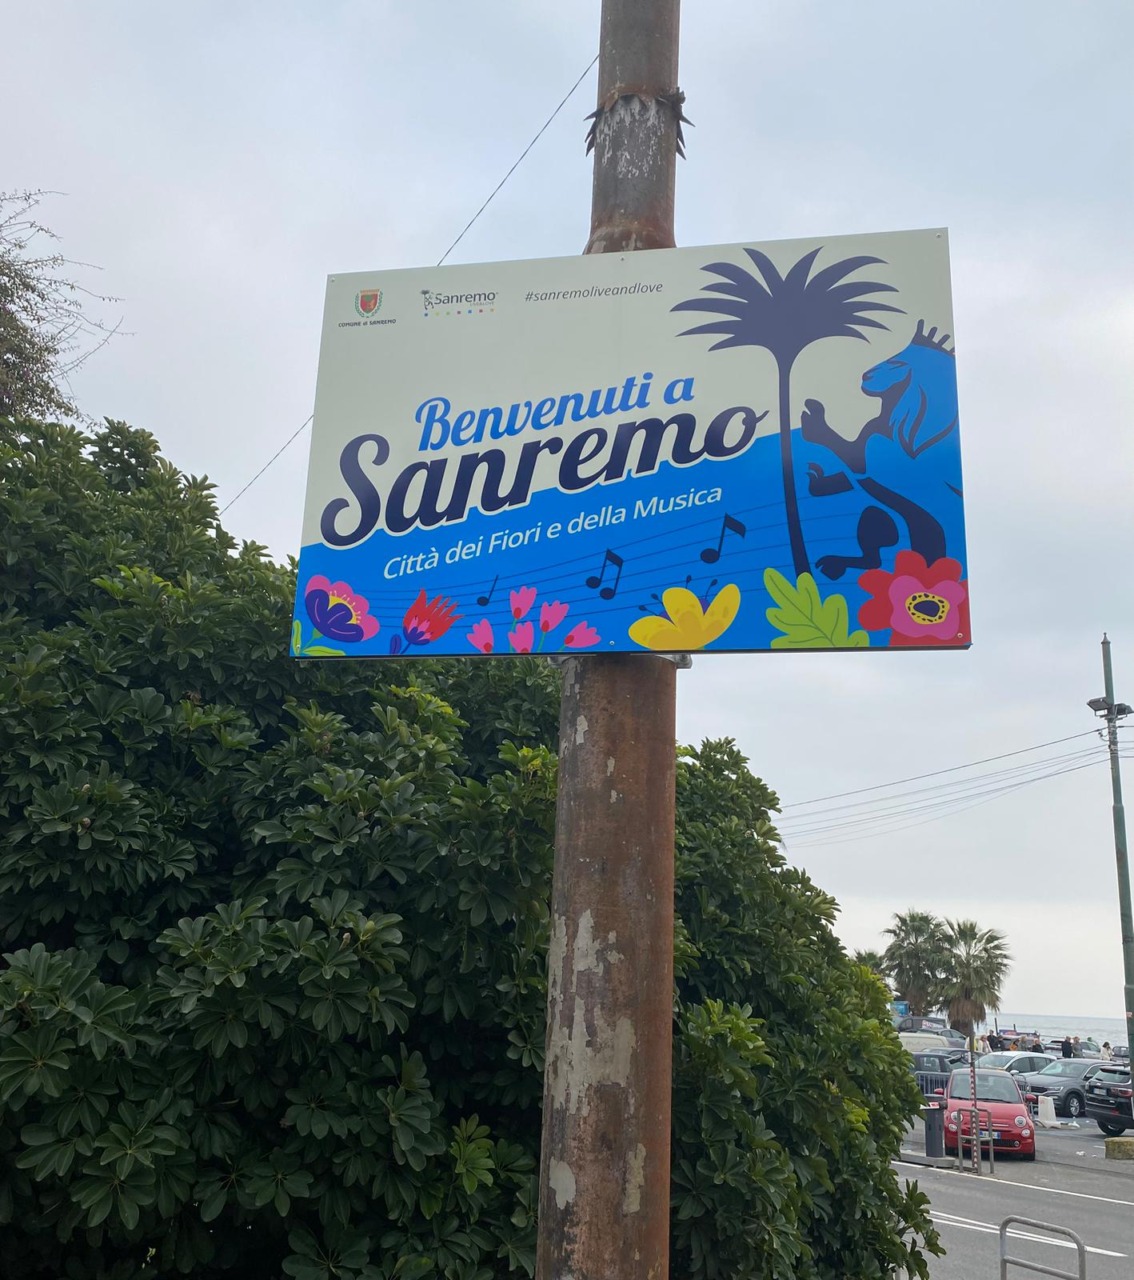 COMUNE di SANREMO
Sanremo
#sanremoliveandlove
Benvenuti a
Sanremo
Città dei Fiori e della Musica